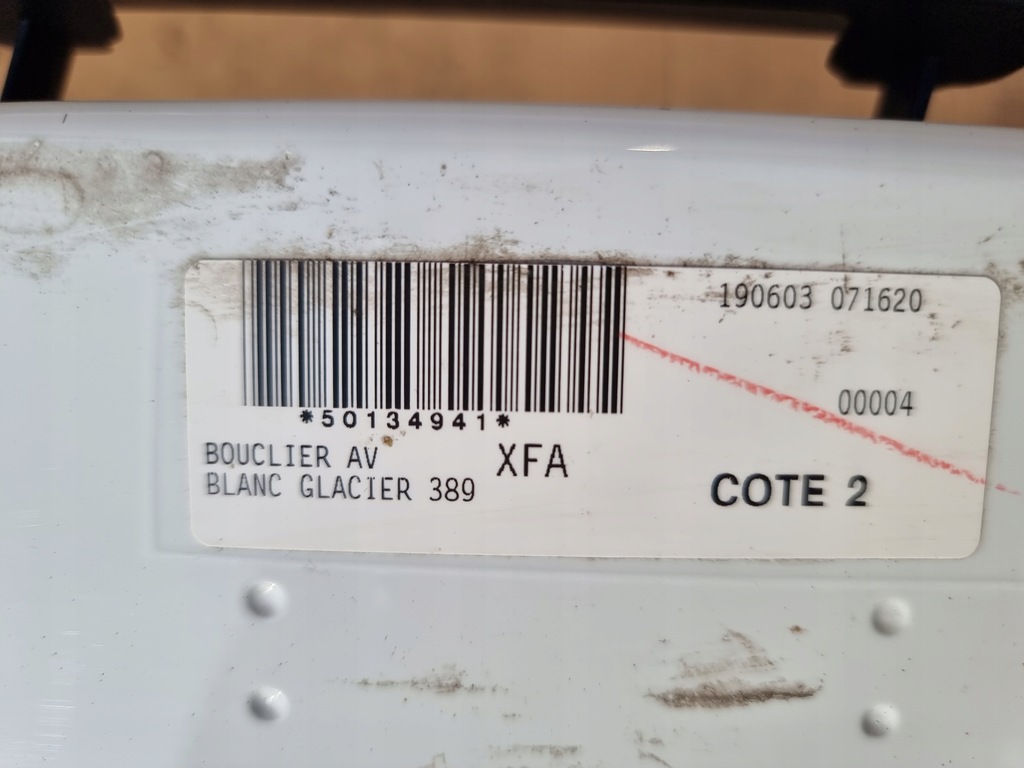 190603 071620
00004
*50134941*
BOUCLIER AV XFA
BLANC GLACIER 389
COTE 2